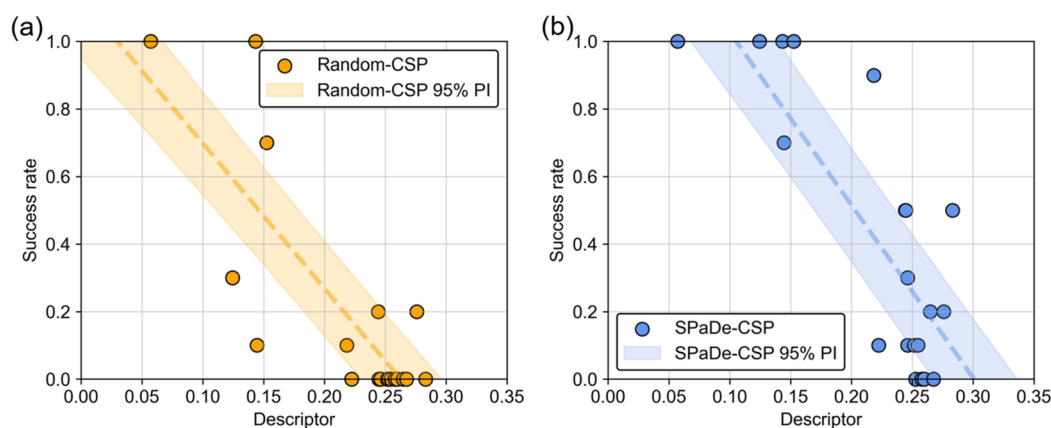 (a)
Success rate
1.0
0.8
0.6
0.4
0.2
0.0
Random-CSP
Random-CSP 95% PI
0.00
0.05
0.10
0.15
0.20
0.25
0.30
0.35
Descriptor
(b)
Success rate
1.0
0.8
0.6
0.4
0.2
0.0
SPaDe-CSP
SPaDe-CSP 95% PI
0.00
0.05
0.10
0.15
0.20
0.25
0.30
0.35
Descriptor